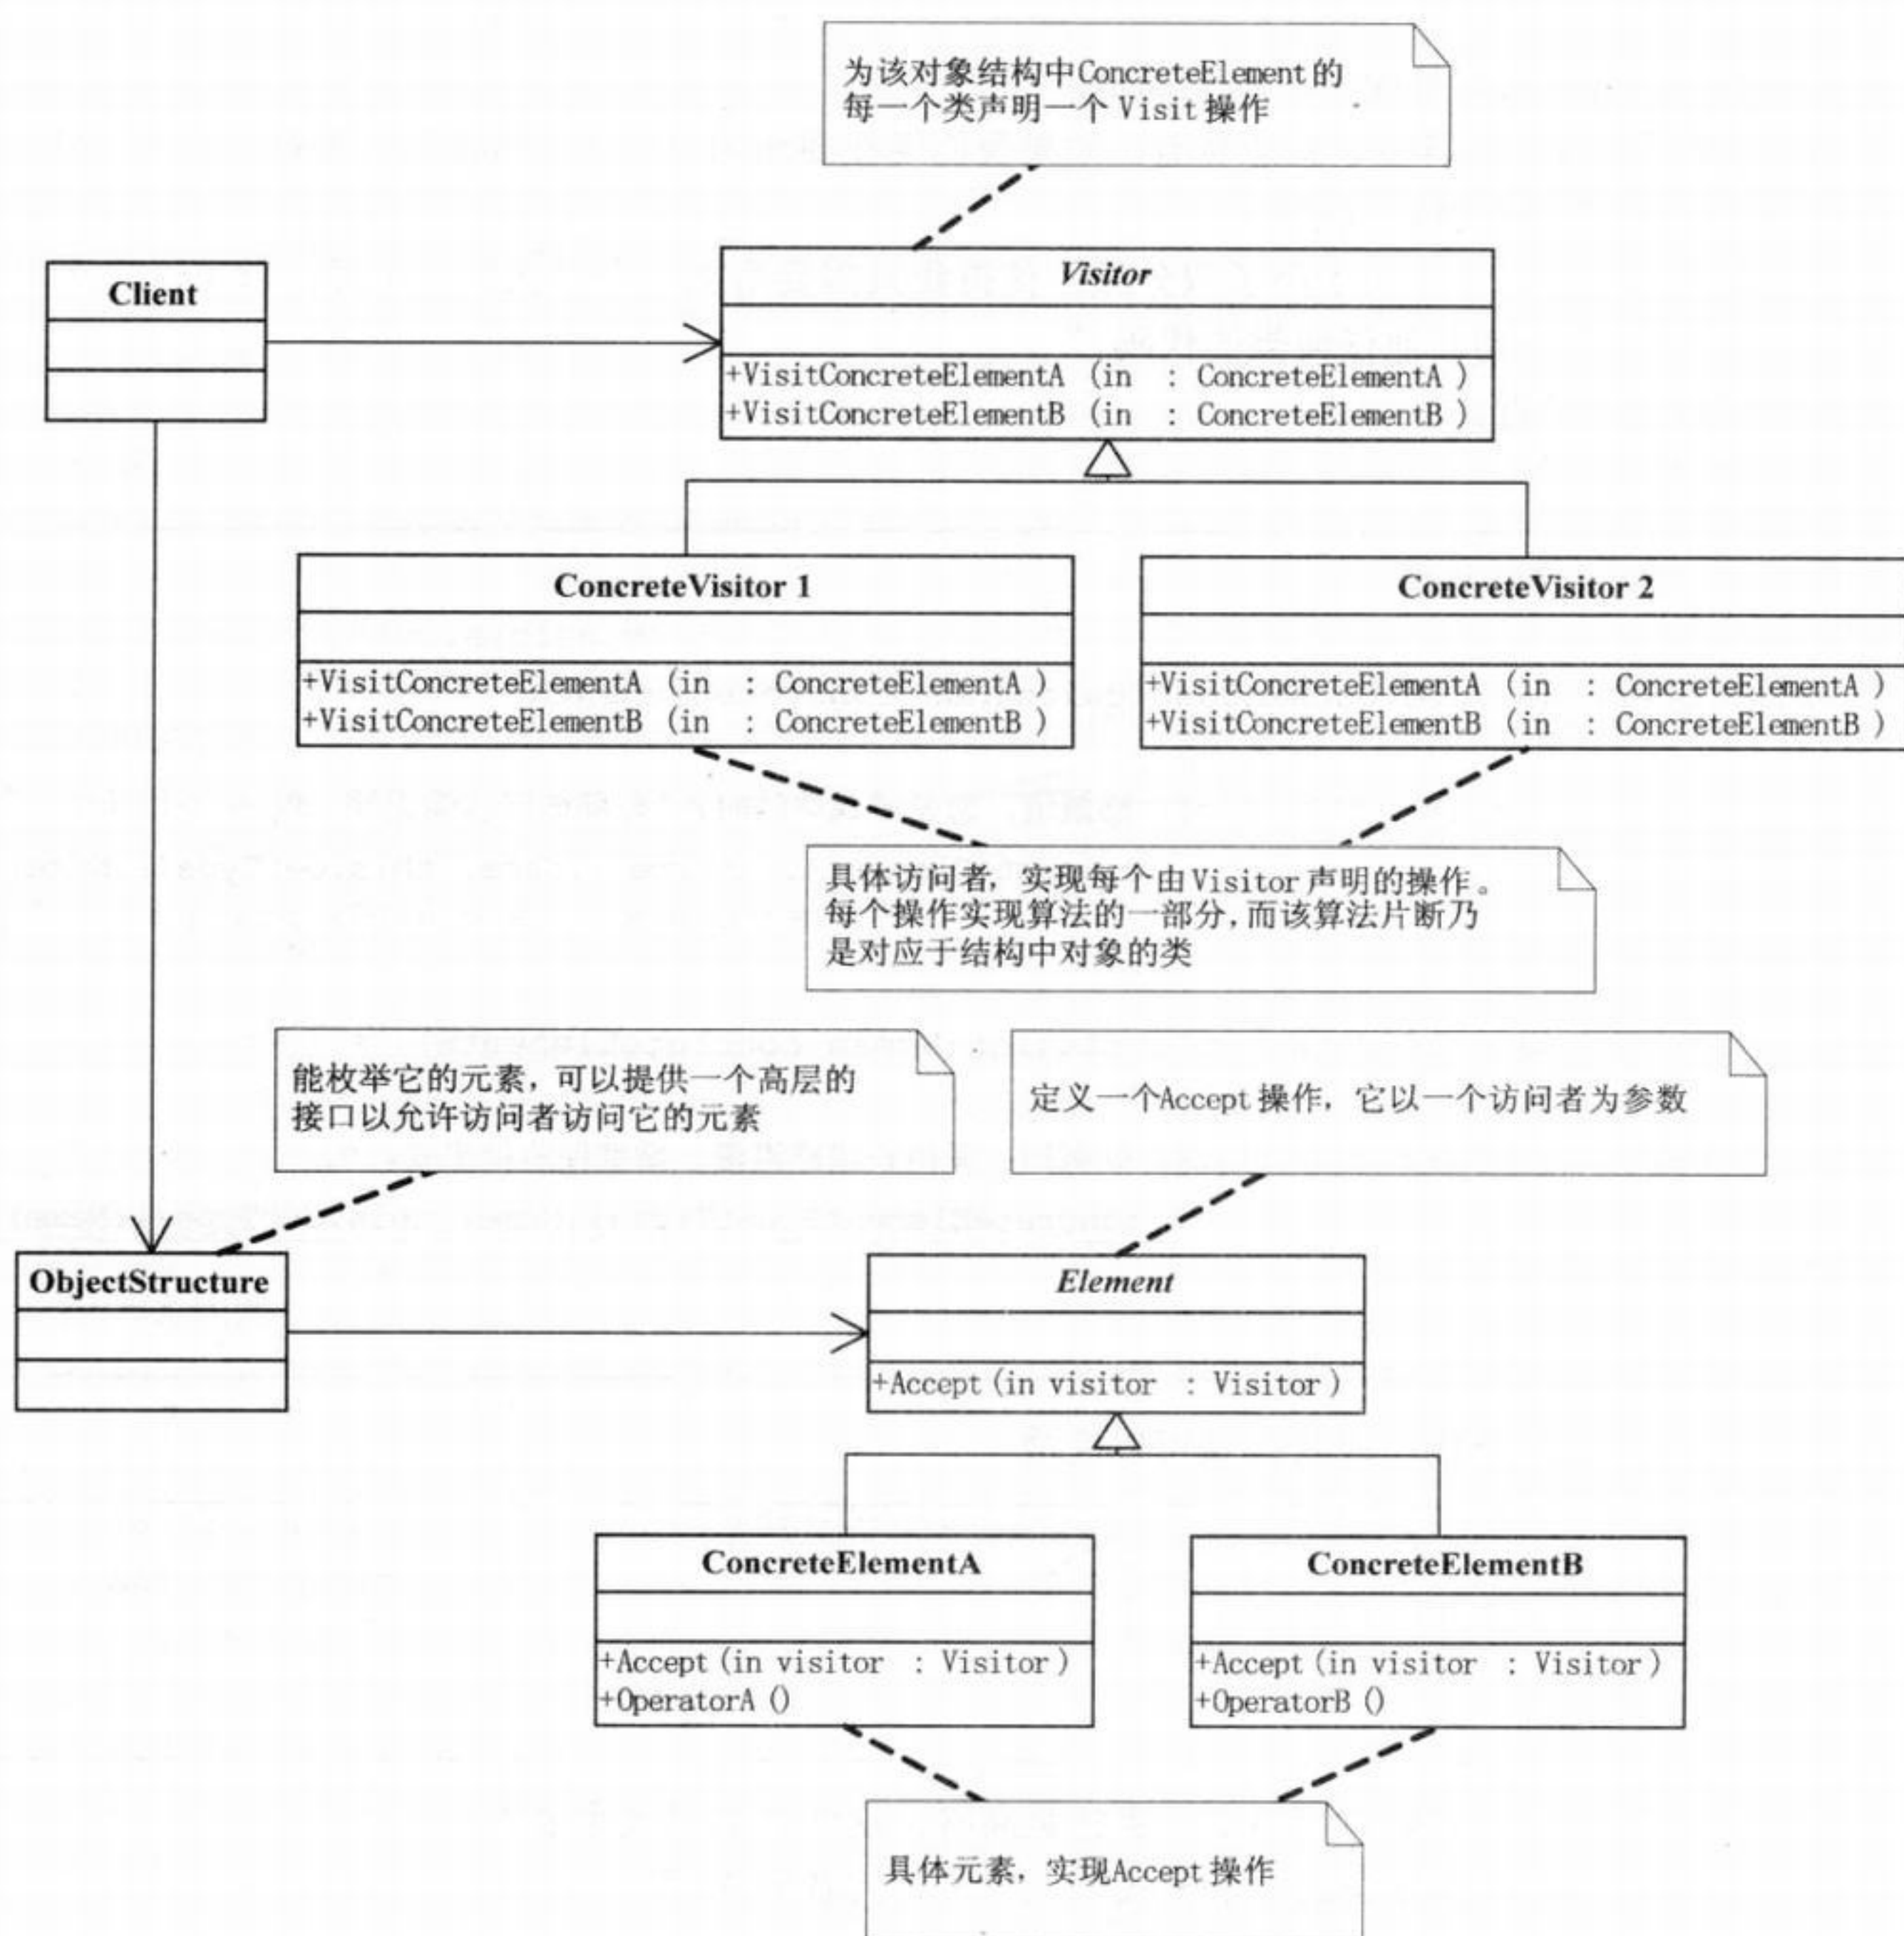 为该对象结构中ConcreteElement的
每一个类声明一个 Visit 操作
Client
Visitor
+VisitConcreteElementA (in : ConcreteElementA )
+VisitConcreteElementB (in : ConcreteElementB )
ConcreteVisitor 1
+VisitConcreteElementA (in : ConcreteElementA )
+VisitConcreteElementB (in : ConcreteElementB )
ConcreteVisitor 2
+VisitConcreteElementA (in : ConcreteElementA )
+VisitConcreteElementB (in : ConcreteElementB )
具体访问者, 实现每个由Visitor 声明的操作。
每个操作实现算法的一部分,而该算法片断乃
是对应于结构中对象的类
能枚举它的元素, 可以提供一个高层的
接口以允许访问者访问它的元素
定义一个Accept 操作, 它以一个访问者为参数
ObjectStructure
Element
+Accept (in visitor : Visitor )
ConcreteElementA
+Accept (in visitor : Visitor )
+OperatorA ()
ConcreteElementB
+Accept (in visitor : Visitor )
+OperatorB ()
具体元素, 实现Accept 操作